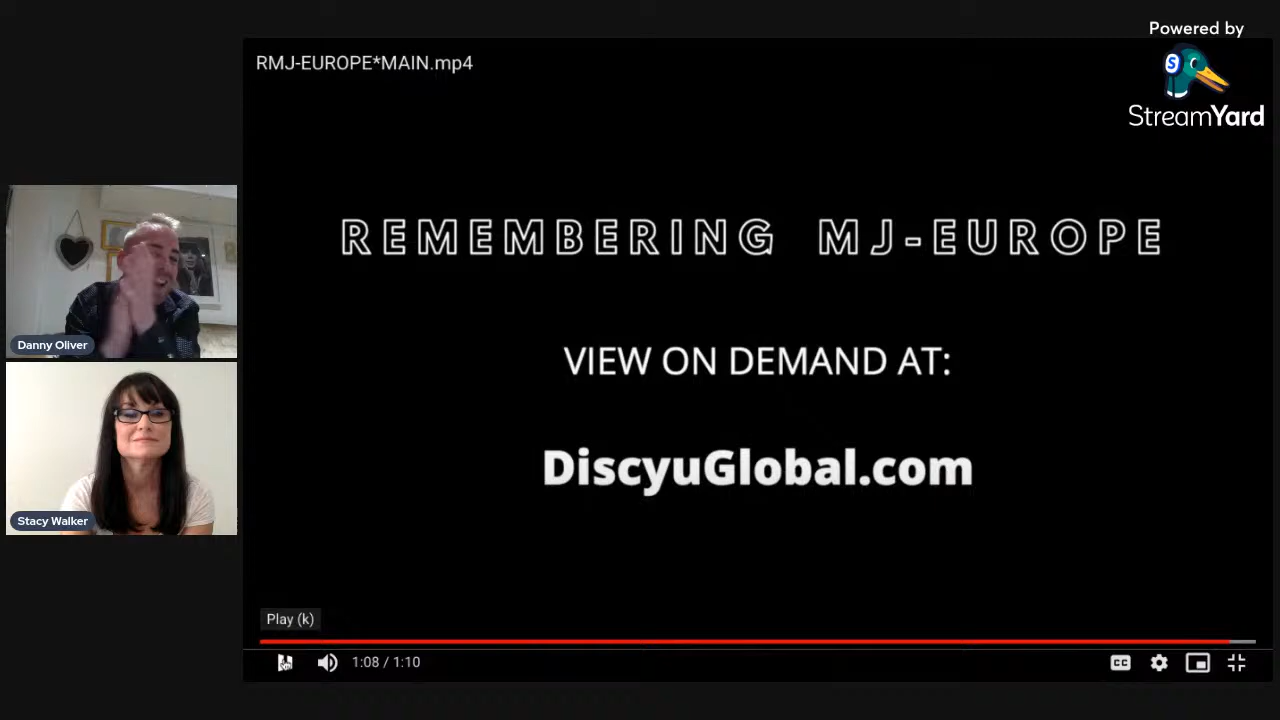 Powered by
StreamYard
RMJ-EUROPE*MAIN.mp4
REMEMBERING MJ-EUROPE
VIEW ON DEMAND AT:
DiscyuGlobal.com
Danny Oliver
Stacy Walker
Play (k)
1:08 / 1:10
CC